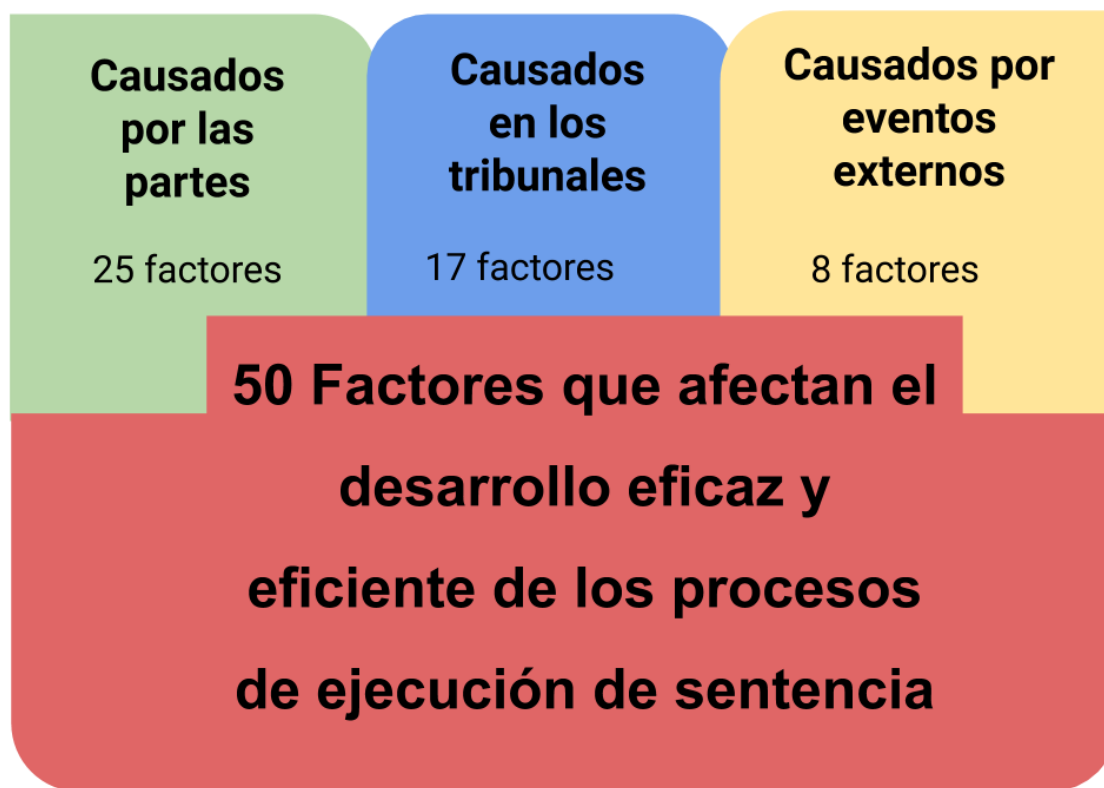 Causados
por las
partes
25 factores
Causados
en los
tribunales
17 factores
Causados por
eventos
externos
8 factores
50 Factores que afectan el
desarrollo eficaz y
eficiente de los procesos
de ejecución de sentencia